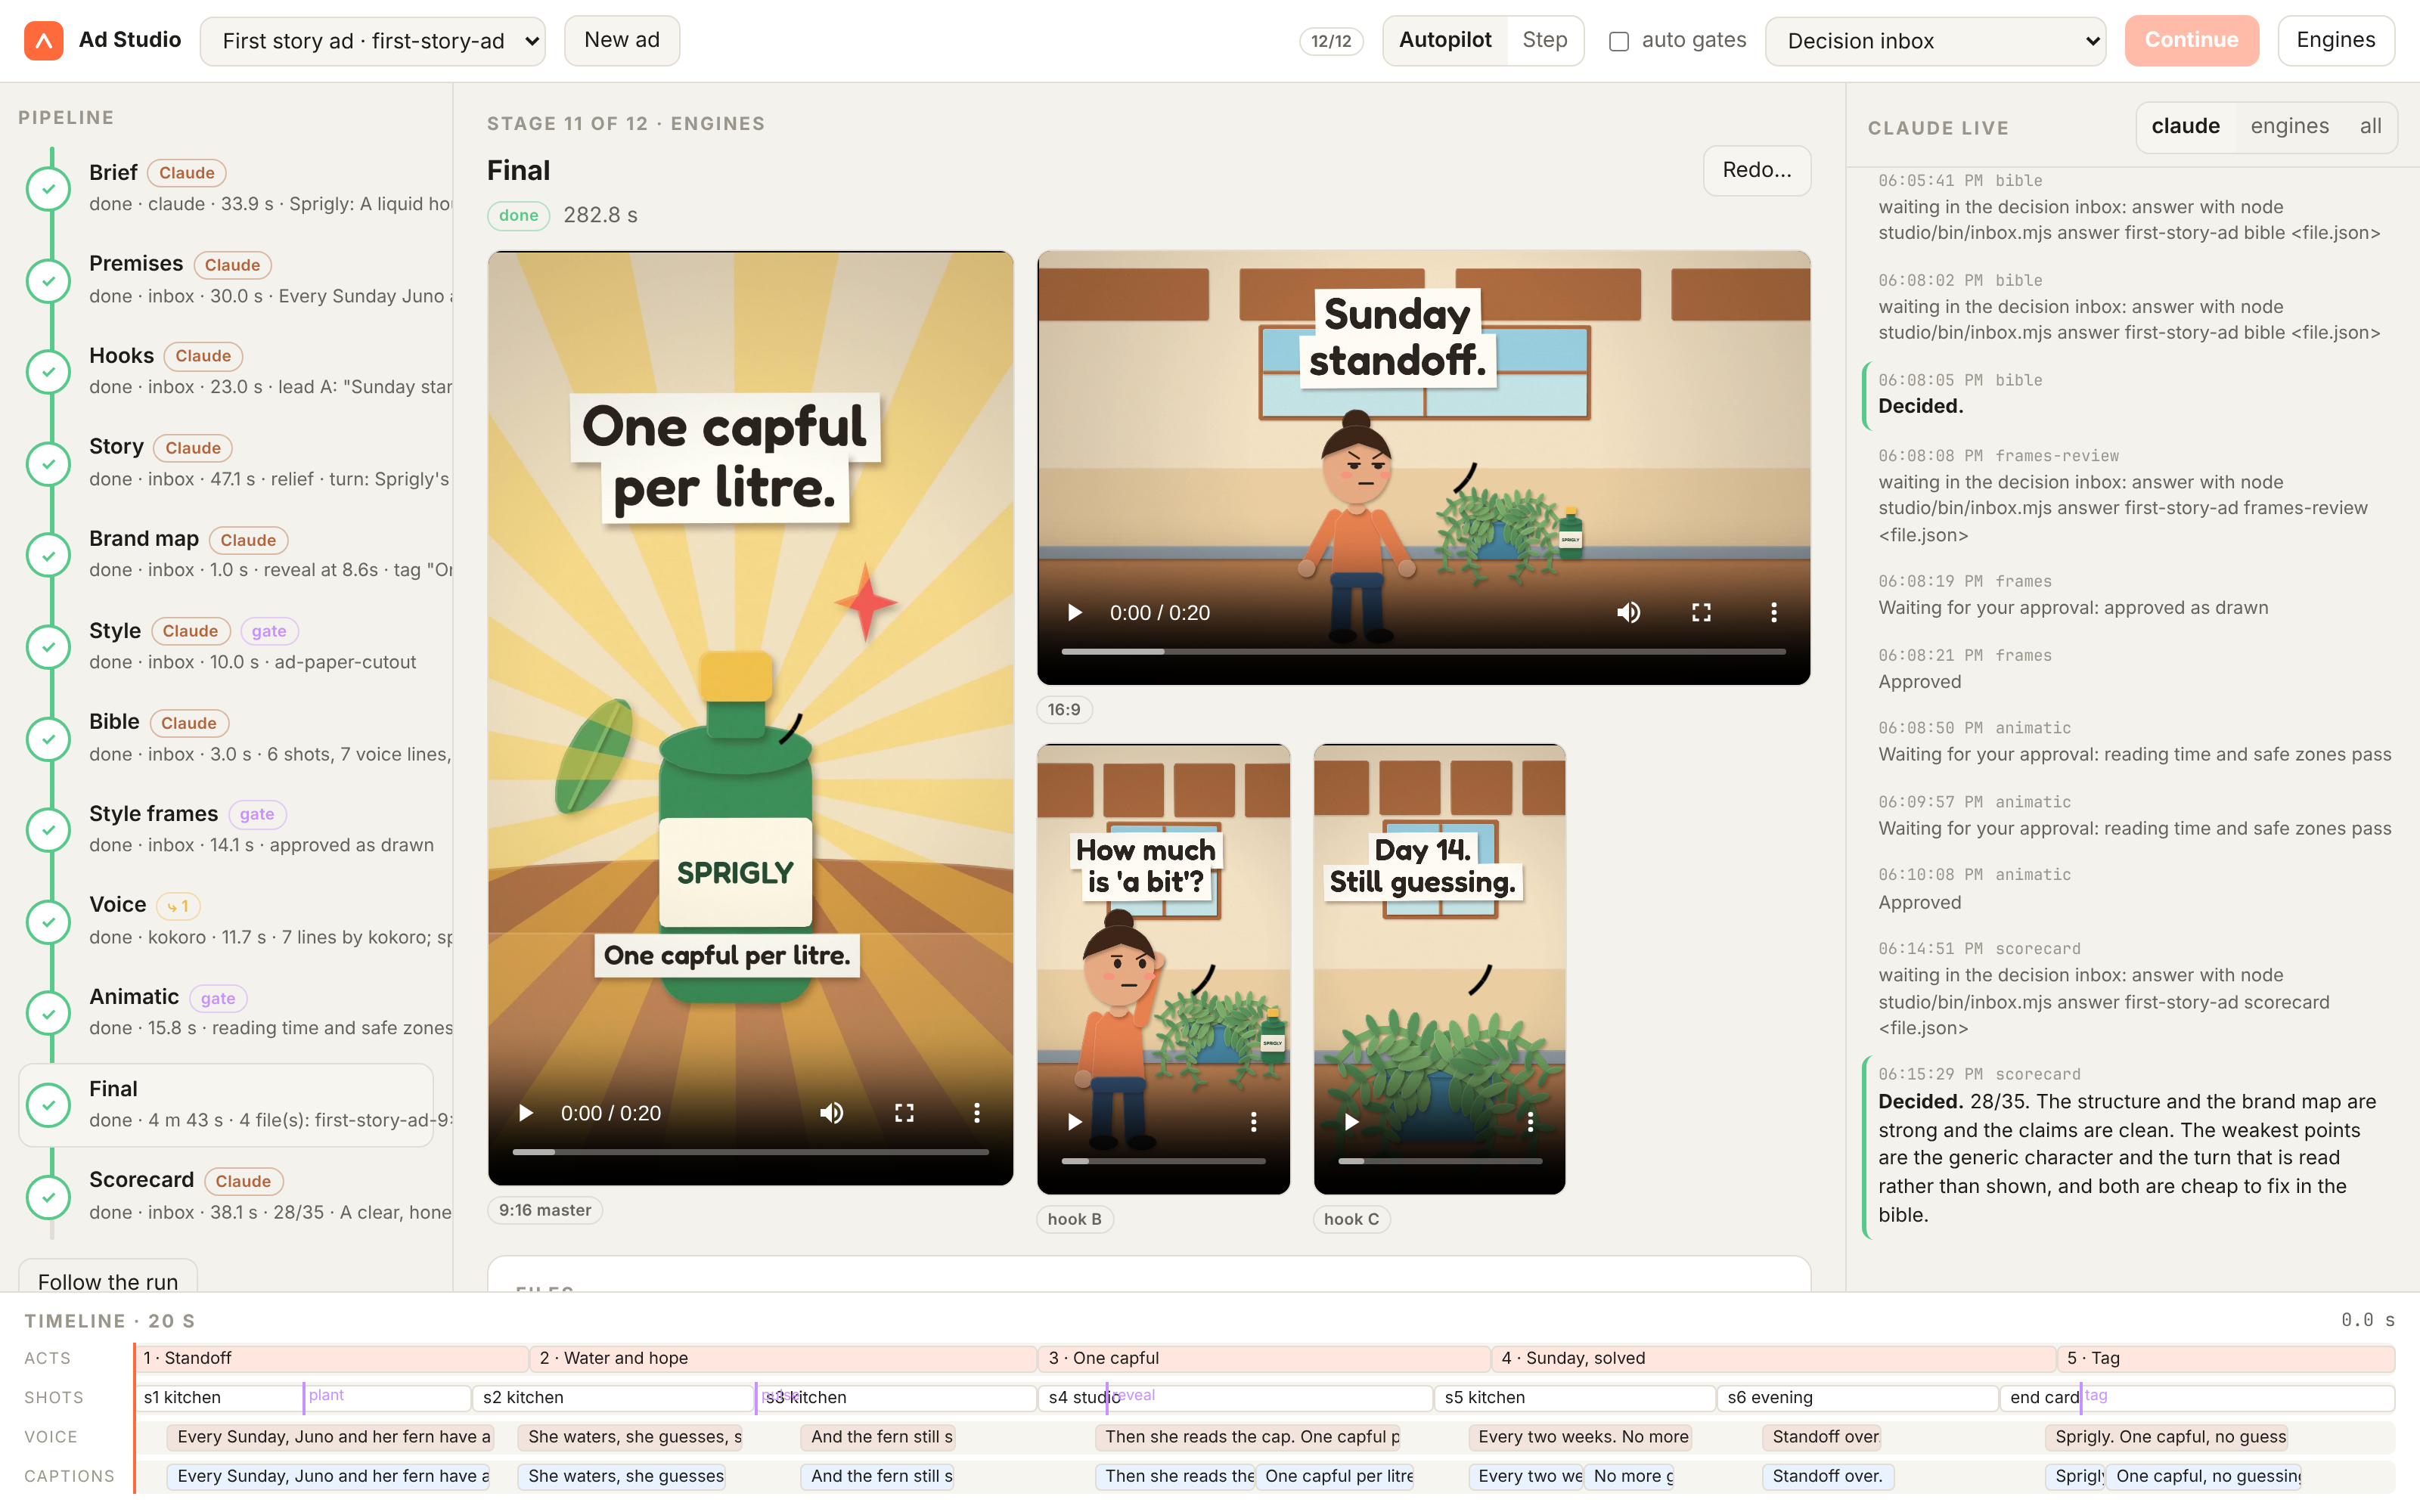 Ad Studio
First story ad · first-story-ad
New ad
12/12
Autopilot
Step
auto gates
Decision inbox
Continue
Engines
PIPELINE
Brief Claude
done · claude · 33.9 s · Sprigly: A liquid ho
Premises Claude
done · inbox · 30.0 s · Every Sunday Juno a
Hooks Claude
done · inbox · 23.0 s · lead A: "Sunday stan
Story Claude
done · inbox · 47.1 s · relief · turn: Sprigly's
Brand map Claude
done · inbox · 1.0 s · reveal at 8.6s · tag "On
Style Claude gate
done · inbox · 10.0 s · ad-paper-cutout
Bible Claude
done · inbox · 3.0 s · 6 shots, 7 voice lines,
Style frames gate
done · inbox · 14.1 s · approved as drawn
Voice ⤷ 1
done · kokoro · 11.7 s · 7 lines by kokoro; sp
Animatic gate
done · 15.8 s · reading time and safe zones
Final
done · 4 m 43 s · 4 file(s): first-story-ad-9
Scorecard Claude
done · inbox · 38.1 s · 28/35 · A clear, hone
Follow the run
STAGE 11 OF 12 · ENGINES
Final
Redo...
done 282.8 s
One capful
per litre.
SPRIGLY
One capful per litre.
0:00 / 0:20
9:16 master
Sunday
standoff.
SPRIGLY
0:00 / 0:20
16:9
How much
is 'a bit'?
SPRIGLY
hook B
Day 14.
Still guessing.
hook C
FILES
CLAUDE LIVE
claude
engines
all
06:05:41 PM bible
waiting in the decision inbox: answer with node
studio/bin/inbox.mjs answer first-story-ad bible <file.json>
06:08:02 PM bible
waiting in the decision inbox: answer with node
studio/bin/inbox.mjs answer first-story-ad bible <file.json>
06:08:05 PM bible
Decided.
06:08:08 PM frames-review
waiting in the decision inbox: answer with node
studio/bin/inbox.mjs answer first-story-ad frames-review
<file.json>
06:08:19 PM frames
Waiting for your approval: approved as drawn
06:08:21 PM frames
Approved
06:08:50 PM animatic
Waiting for your approval: reading time and safe zones pass
06:09:57 PM animatic
Waiting for your approval: reading time and safe zones pass
06:10:08 PM animatic
Approved
06:14:51 PM scorecard
waiting in the decision inbox: answer with node
studio/bin/inbox.mjs answer first-story-ad scorecard
<file.json>
06:15:29 PM scorecard
Decided. 28/35. The structure and the brand map are
strong and the claims are clean. The weakest points
are the generic character and the turn that is read
rather than shown, and both are cheap to fix in the
bible.
TIMELINE · 20 S
0.0 s
ACTS
1 · Standoff
2 · Water and hope
3 · One capful
4 · Sunday, solved
5 · Tag
SHOTS
s1 kitchen
plant
s2 kitchen
s3 kitchen
s4 studio
reveal
s5 kitchen
s6 evening
end card
tag
VOICE
Every Sunday, Juno and her fern have a
She waters, she guesses, s
And the fern still s
Then she reads the cap. One capful p
Every two weeks. No more
Standoff over
Sprigly. One capful, no guess
CAPTIONS
Every Sunday, Juno and her fern have a
She waters, she guesses
And the fern still s
Then she reads the
One capful per litre
Every two we
No more g
Standoff over.
Sprigly
One capful, no guessing